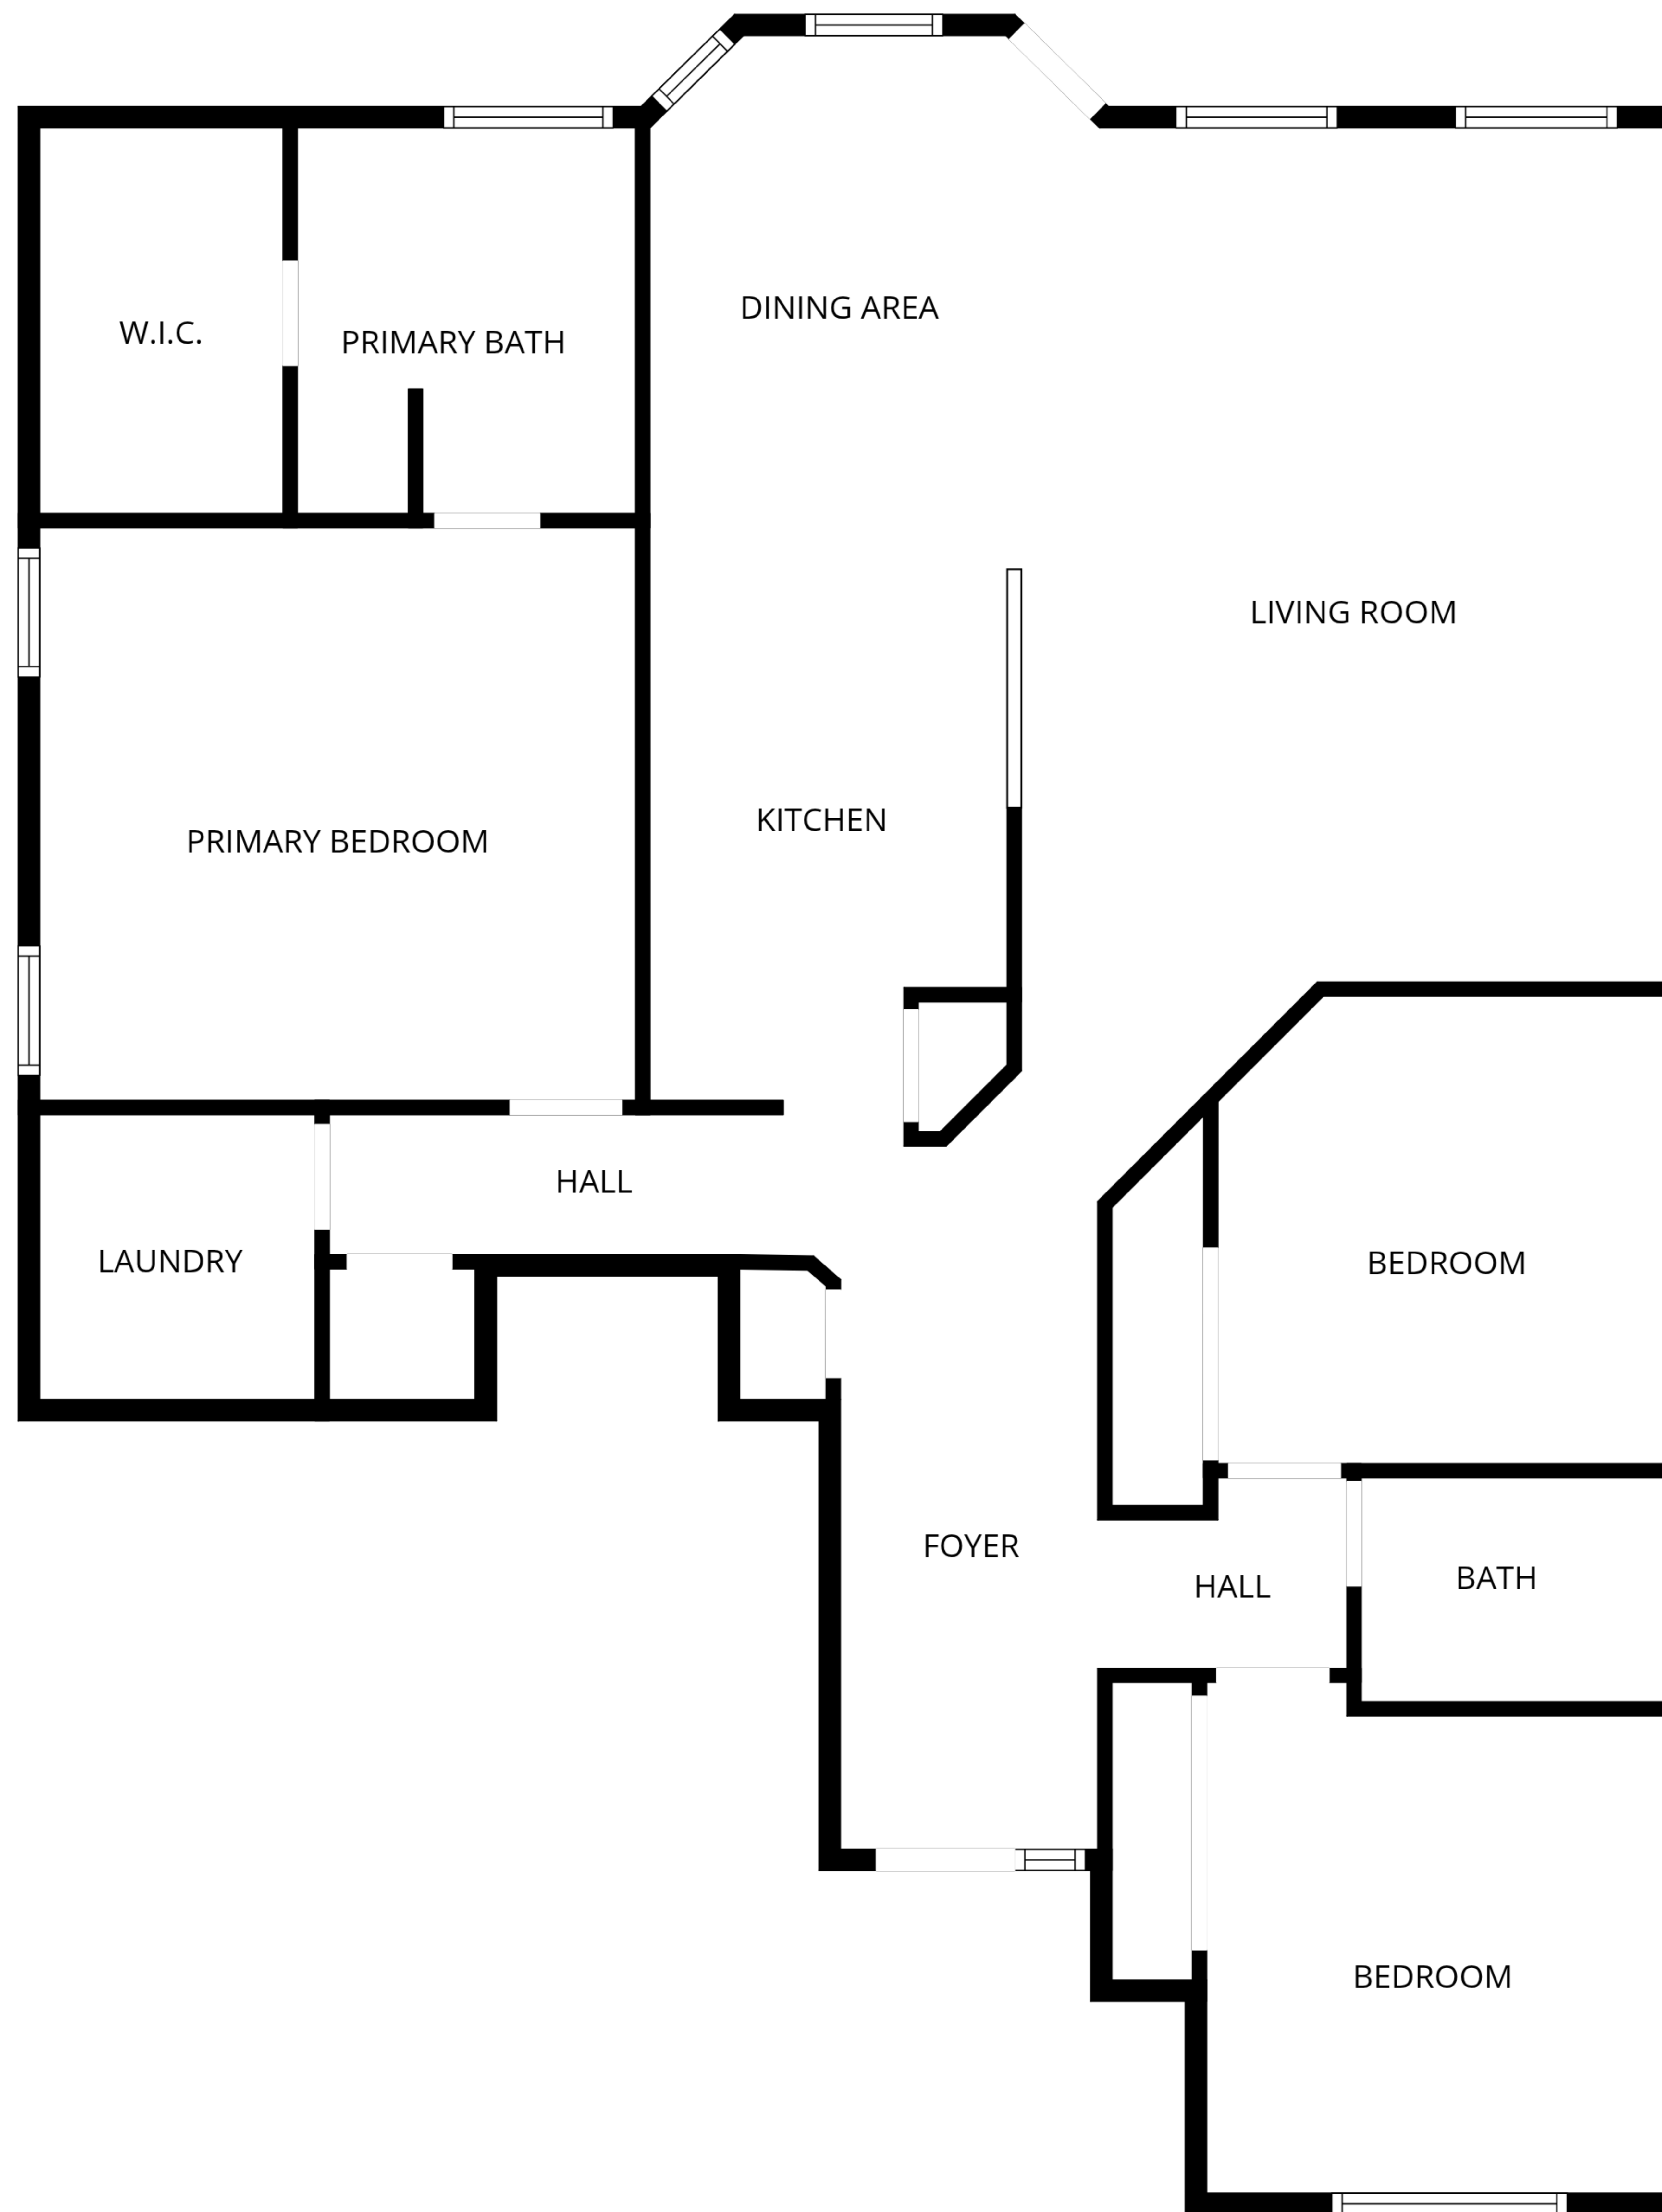 DINING AREA
W.I.C.
PRIMARY BATH
LIVING ROOM
KITCHEN
PRIMARY BEDROOM
HALL
LAUNDRY
BEDROOM
FOYER
HALL
BATH
BEDROOM